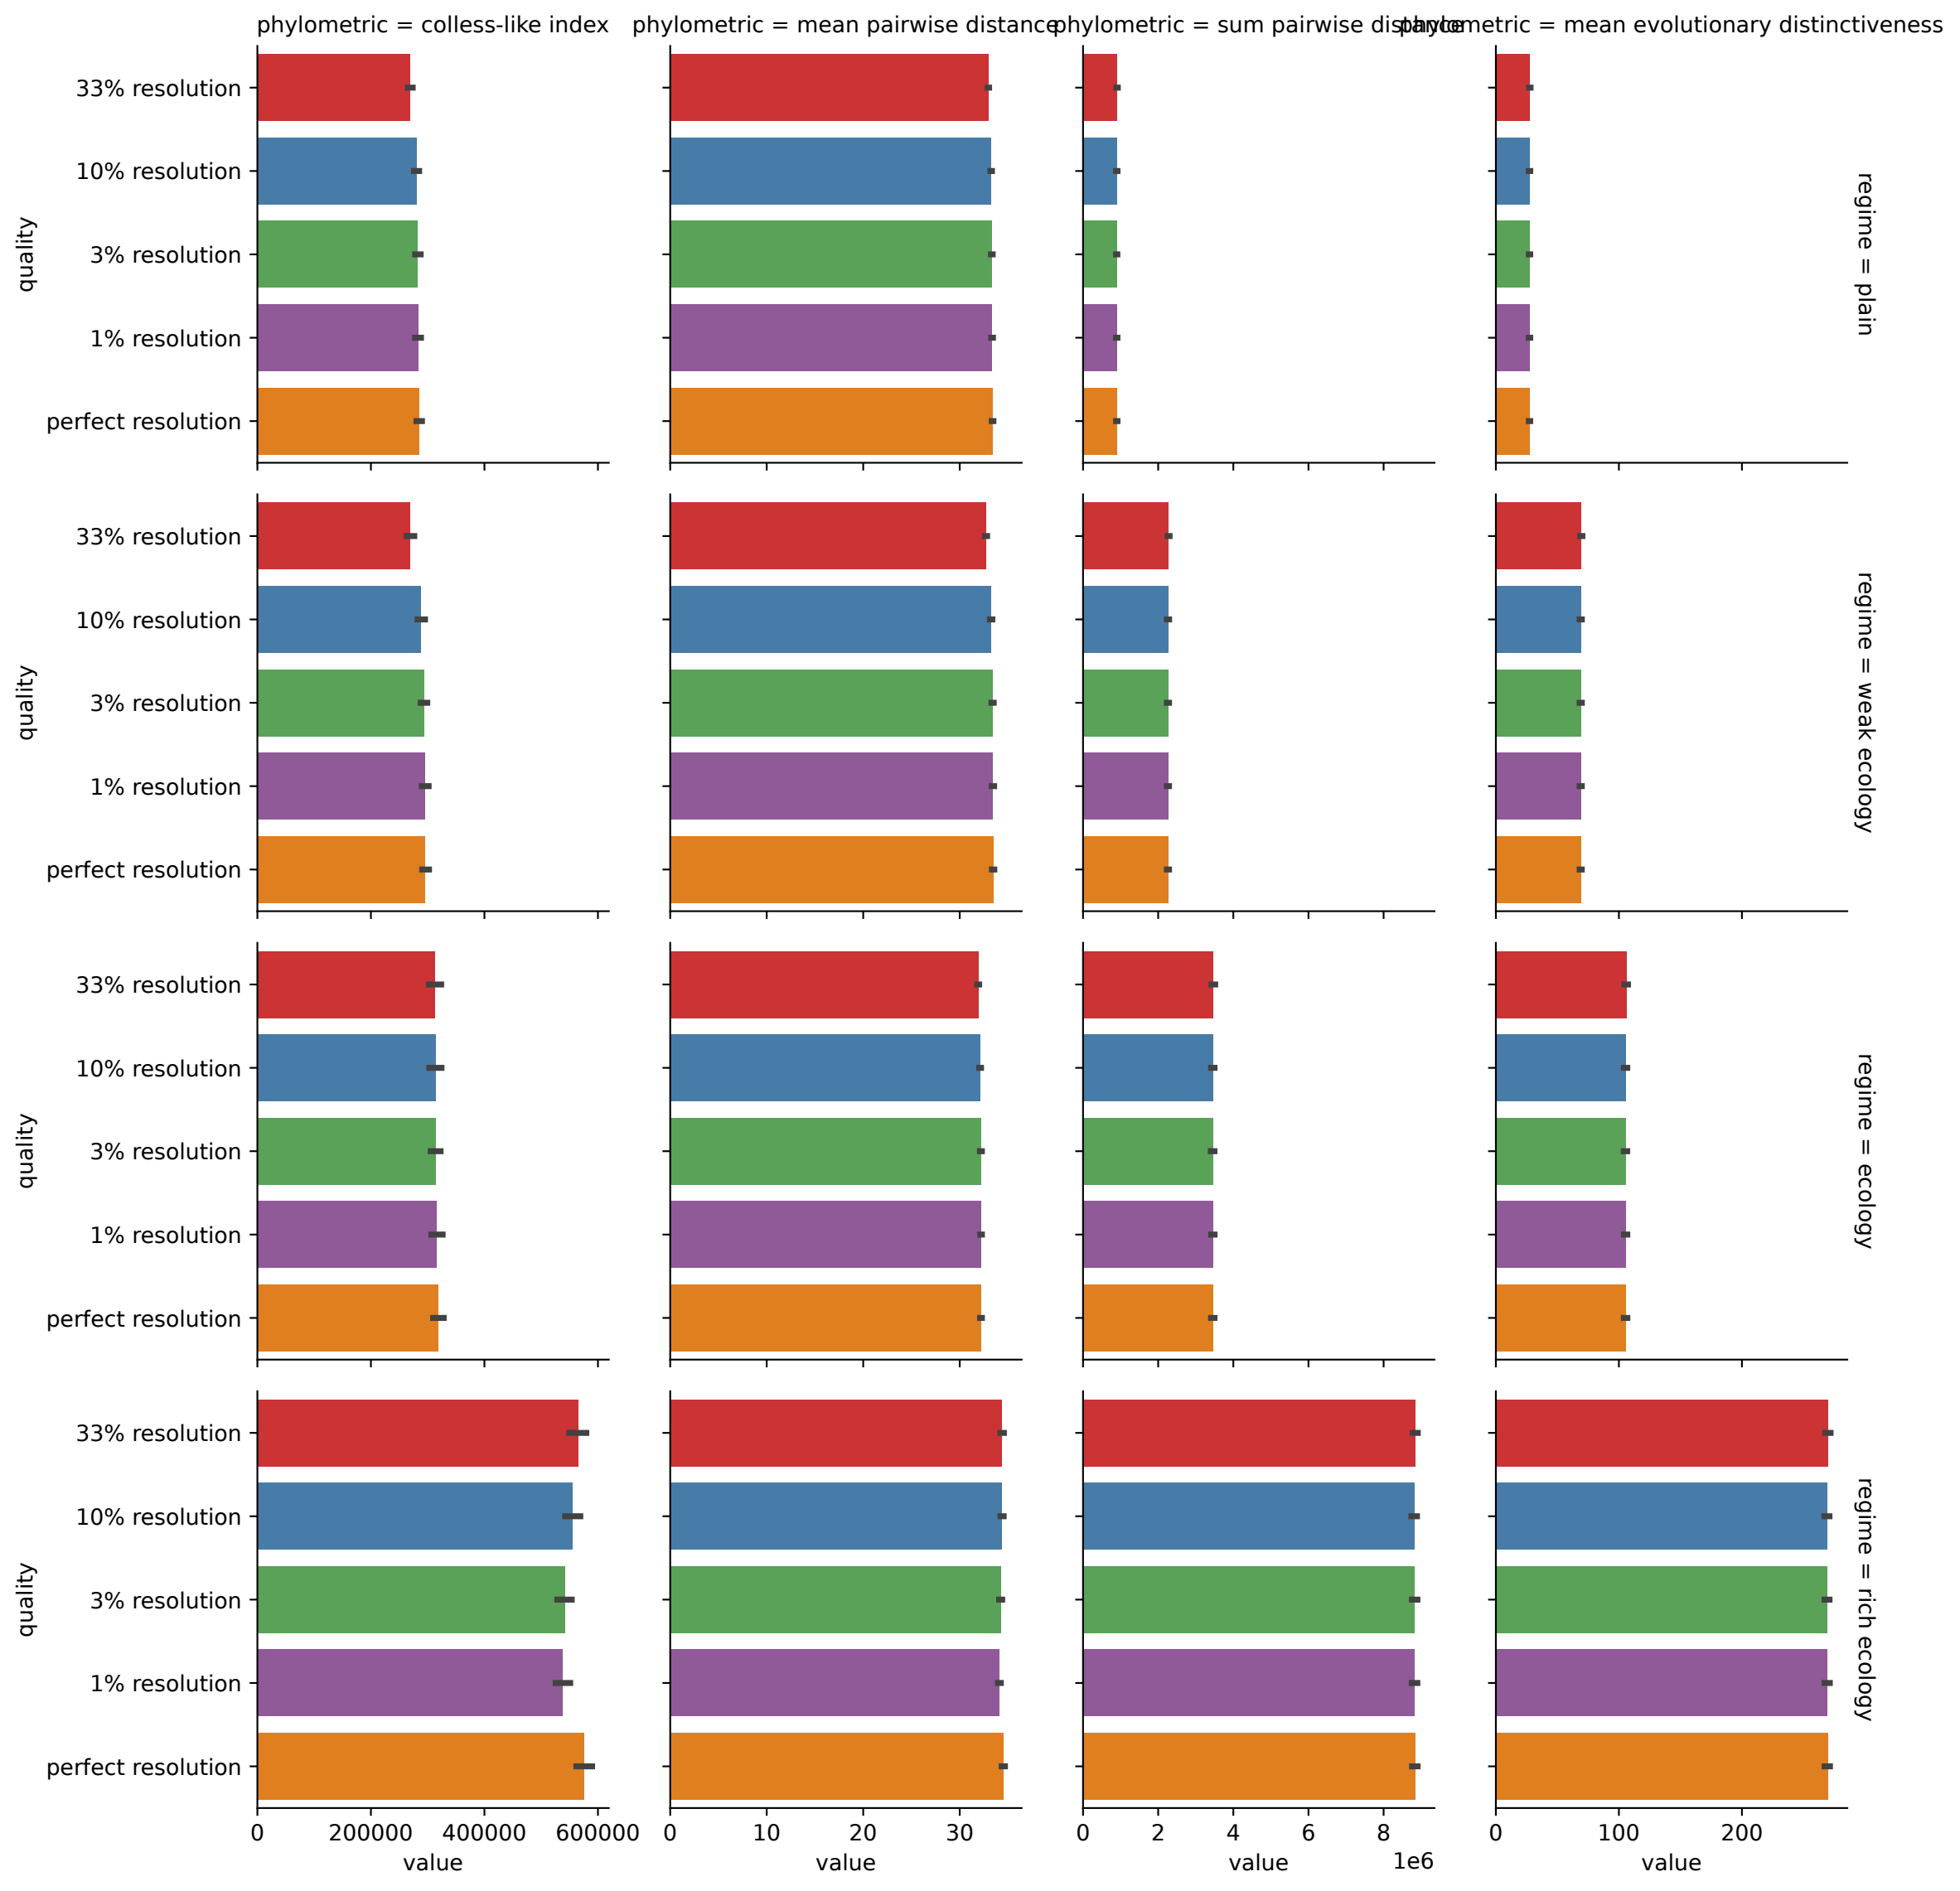 phylometric = colless-like index
phylometric = mean pairwise distance
phylometric = sum pairwise distance
phylometric = mean evolutionary distinctiveness
33% resolution
10% resolution
3% resolution
1% resolution
perfect resolution
quality
regime = plain
33% resolution
10% resolution
3% resolution
1% resolution
perfect resolution
quality
regime = weak ecology
33% resolution
10% resolution
3% resolution
1% resolution
perfect resolution
quality
regime = ecology
33% resolution
10% resolution
3% resolution
1% resolution
perfect resolution
quality
regime = rich ecology
0 200000 400000 600000
value
0 10 20 30
value
0 2 4 6 8
1e6
value
0 100 200
value